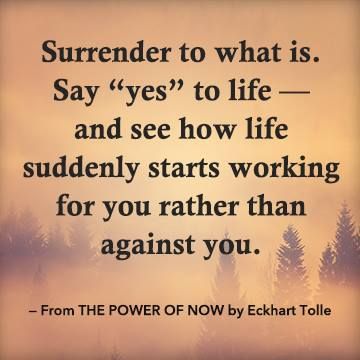 Surrender to what is.
Say “yes” to life —
and see how life
suddenly starts working
for you rather than
against you.
– From THE POWER OF NOW by Eckhart Tolle